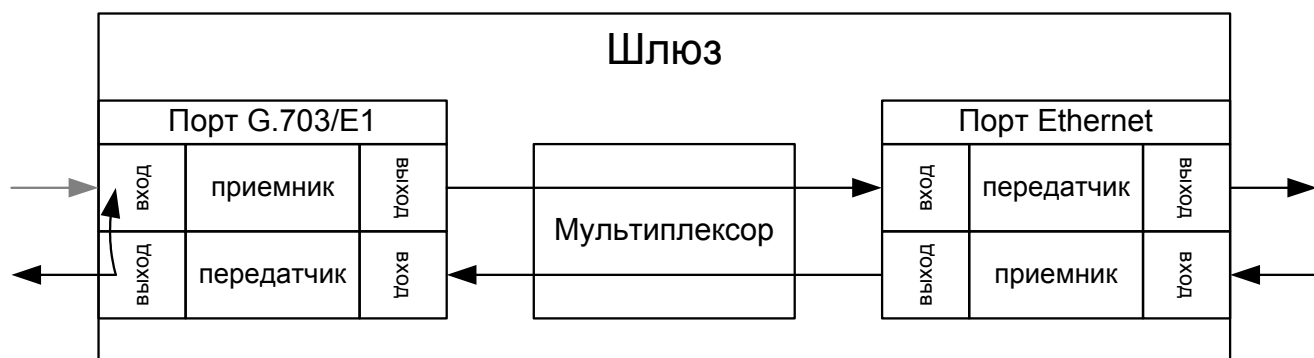 Шлюз
Порт G.703/E1
Порт Ethernet
вход
приемник
выход
вход
передатчик
выход
Мультиплексор
выход
передатчик
вход
выход
приемник
вход